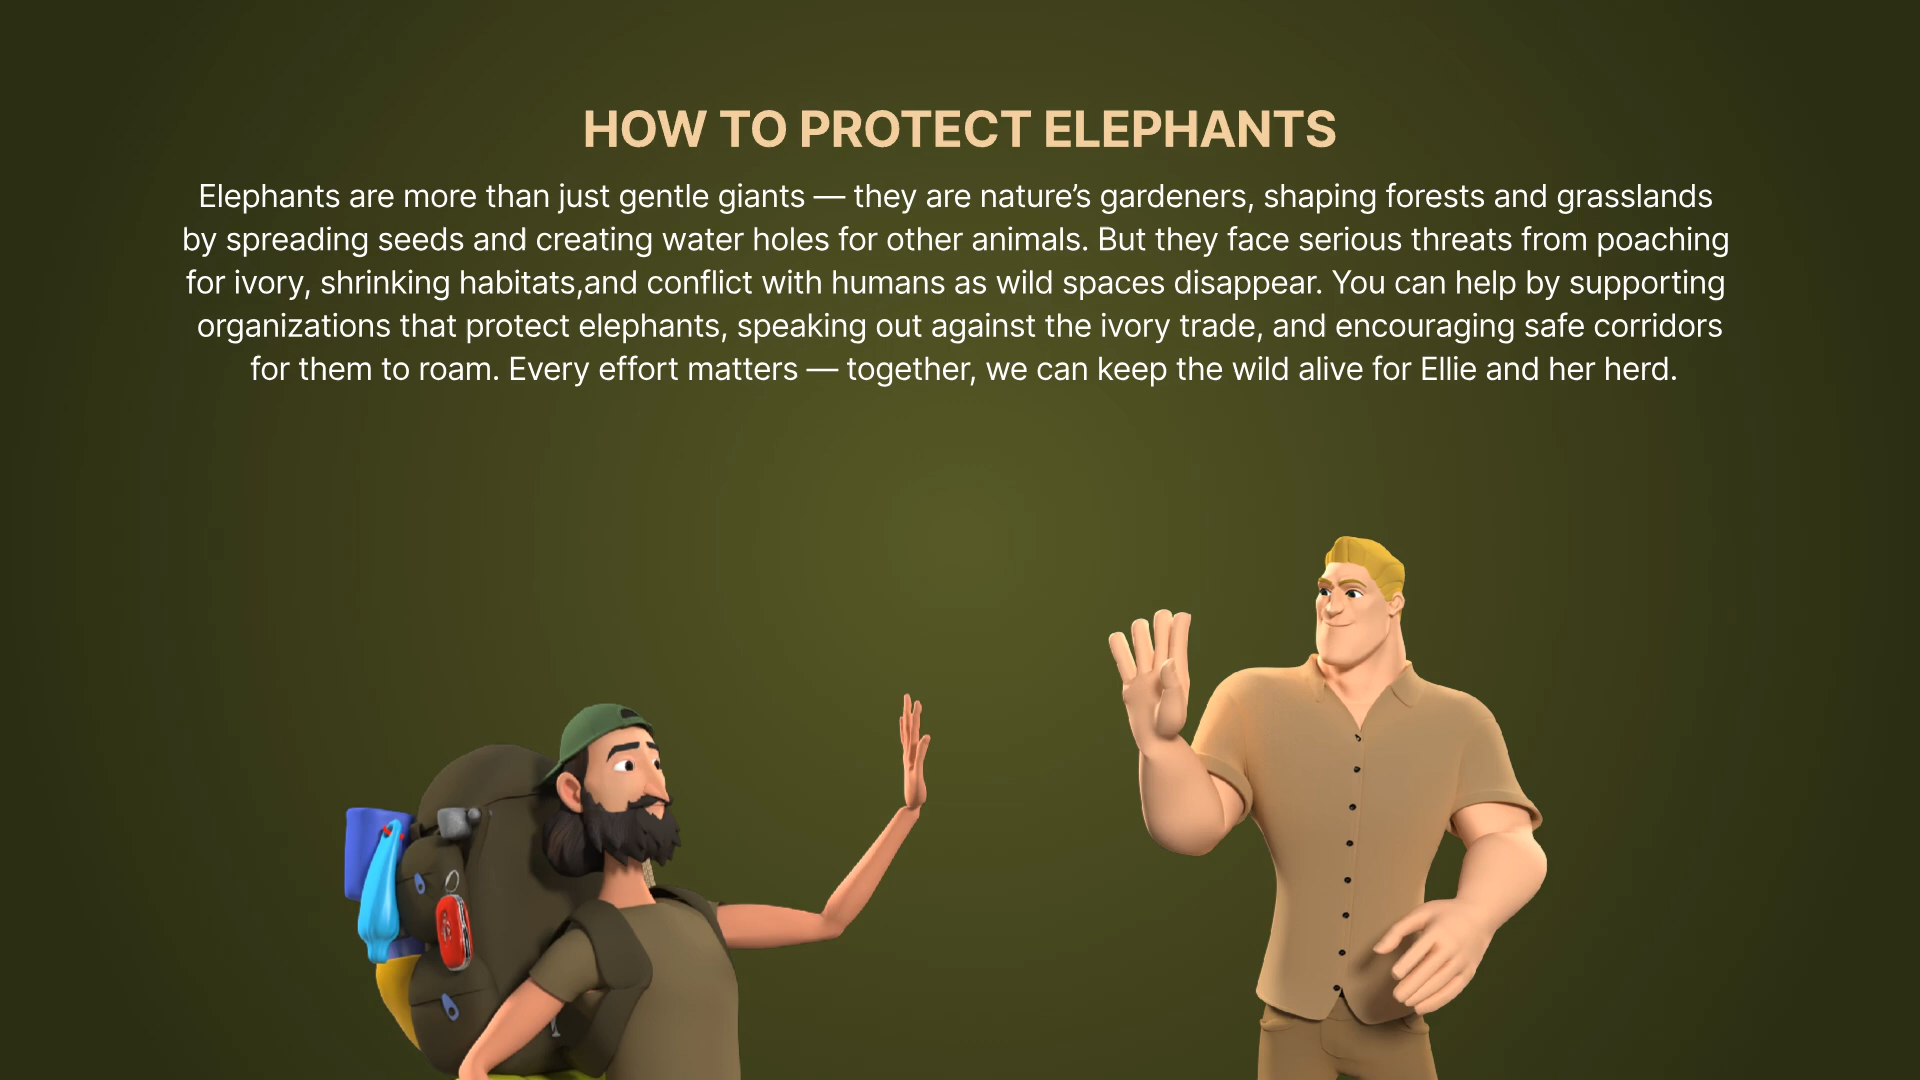 HOW TO PROTECT ELEPHANTS
Elephants are more than just gentle giants — they are nature’s gardeners, shaping forests and grasslands
by spreading seeds and creating water holes for other animals. But they face serious threats from poaching
for ivory, shrinking habitats,and conflict with humans as wild spaces disappear. You can help by supporting
organizations that protect elephants, speaking out against the ivory trade, and encouraging safe corridors
for them to roam. Every effort matters — together, we can keep the wild alive for Ellie and her herd.